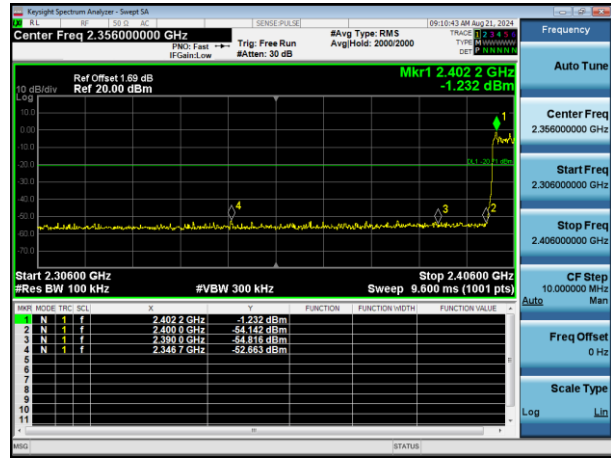 Keysight Spectrum Analyzer - Swept SA
RL RF 50 Ω AC SENSE:PULSE 09:10:43 AM Aug 21, 2024
Center Freq 2.356000000 GHz
PNO: Fast
IFGain:Low
Trig: Free Run
#Atten: 30 dB
#Avg Type: RMS
Avg|Hold: 2000/2000
TRACE 1 2 3 4 5 6
TYPE M WWWWW
DET P N N N N N
Frequency
Auto Tune
Center Freq
2.356000000 GHz
Start Freq
2.306000000 GHz
Stop Freq
2.406000000 GHz
CF Step
10.000000 MHz
Auto Man
Freq Offset
0 Hz
Scale Type
Log Lin
Ref Offset 1.69 dB
10 dB/div Ref 20.00 dBm
Log
Mkr1 2.402 2 GHz
-1.232 dBm
10.0
0.00
-10.0
-20.0
-30.0
-40.0
-50.0
-60.0
-70.0
1
2
3
4
Start 2.30600 GHz Stop 2.40600 GHz
#Res BW 100 kHz #VBW 300 kHz Sweep 9.600 ms (1001 pts)
MKR MODE TRC SCL X Y FUNCTION FUNCTION WIDTH FUNCTION VALUE
1 N 1 f 2.402 2 GHz -1.232 dBm
2 N 1 f 2.400 0 GHz -54.142 dBm
3 N 1 f 2.390 0 GHz -54.816 dBm
4 N 1 f 2.346 7 GHz -52.663 dBm
5
6
7
8
9
10
11
MSG STATUS